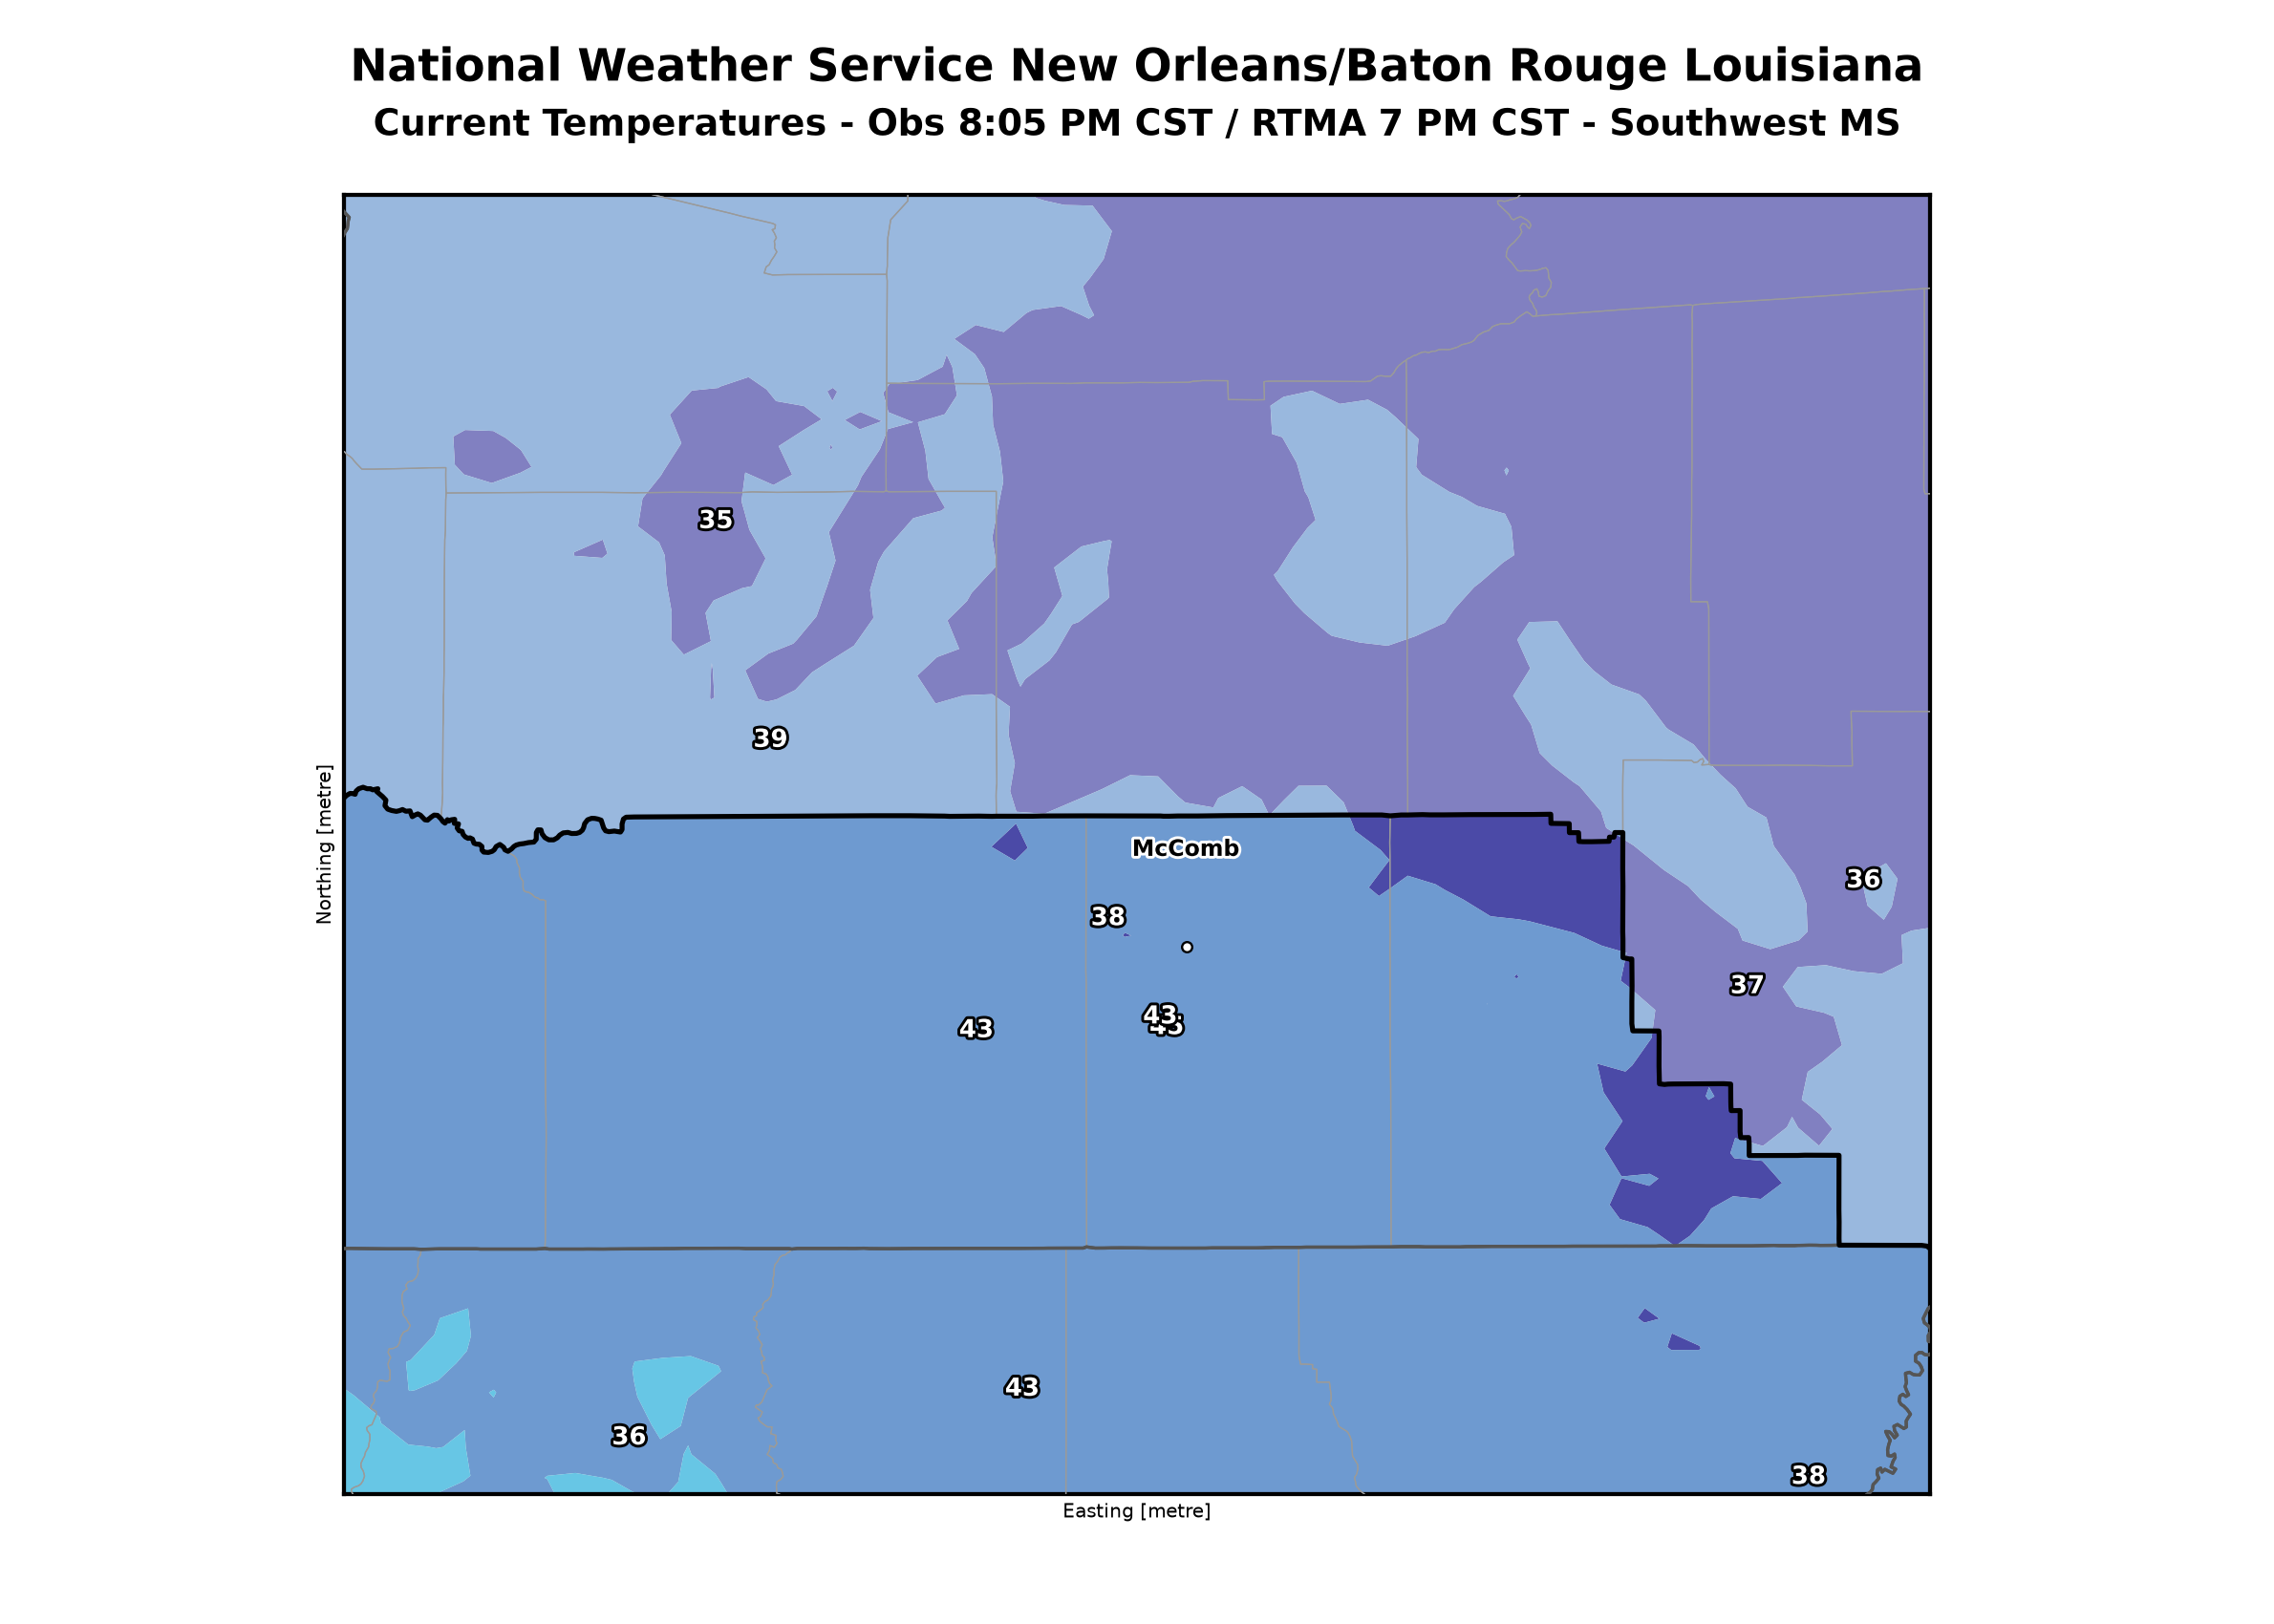 National Weather Service New Orleans/Baton Rouge Louisiana
Current Temperatures - Obs 8:05 PM CST / RTMA 7 PM CST - Southwest MS
35
39
McComb
36
38
37
43
43
43
36
38
Northing [metre]
Easting [metre]